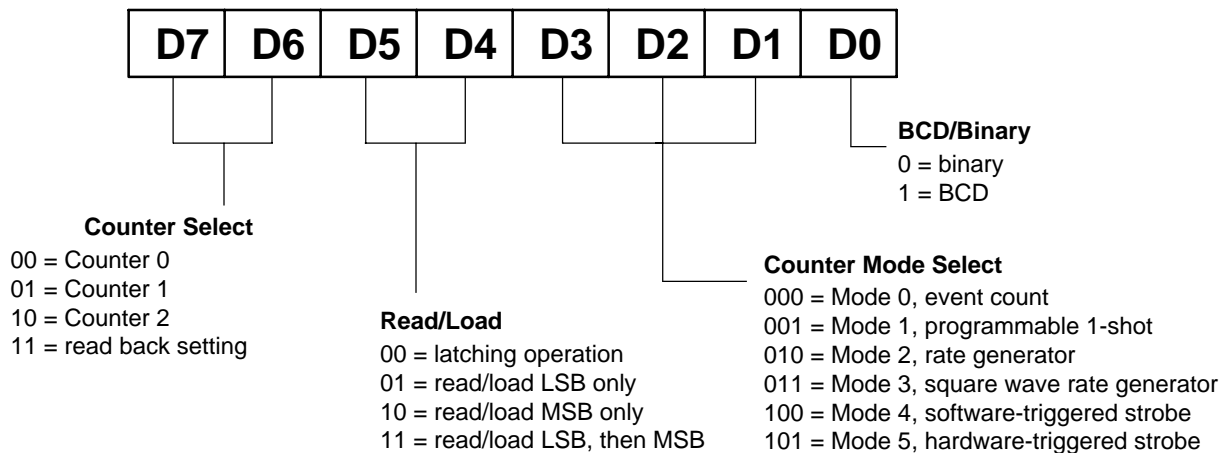 D7 D6 D5 D4 D3 D2 D1 D0
BCD/Binary
0 = binary
1 = BCD
Counter Select
00 = Counter 0
01 = Counter 1
10 = Counter 2
11 = read back setting
Read/Load
00 = latching operation
01 = read/load LSB only
10 = read/load MSB only
11 = read/load LSB, then MSB
Counter Mode Select
000 = Mode 0, event count
001 = Mode 1, programmable 1-shot
010 = Mode 2, rate generator
011 = Mode 3, square wave rate generator
100 = Mode 4, software-triggered strobe
101 = Mode 5, hardware-triggered strobe